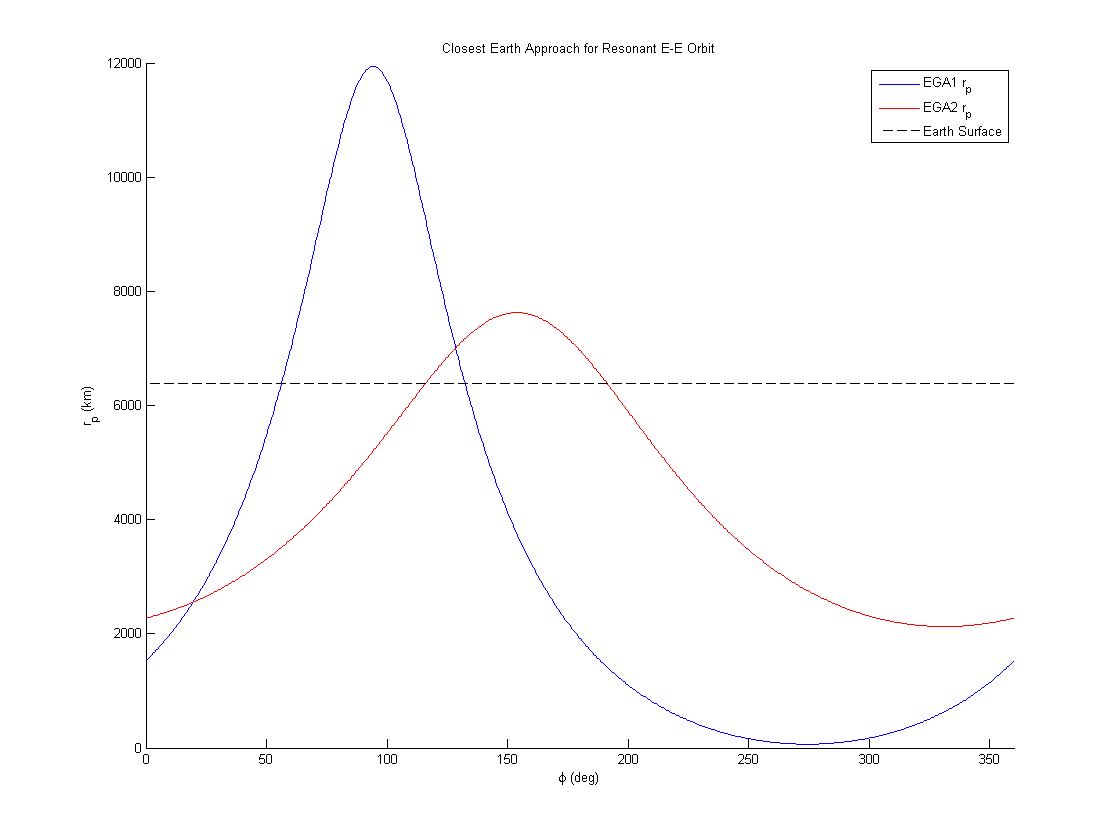 Closest Earth Approach for Resonant E-E Orbit
EGA1 r_p
EGA2 r_p
Earth Surface
12000
10000
8000
6000
4000
2000
0
r_p (km)
0 50 100 150 200 250 300 350
ϕ (deg)